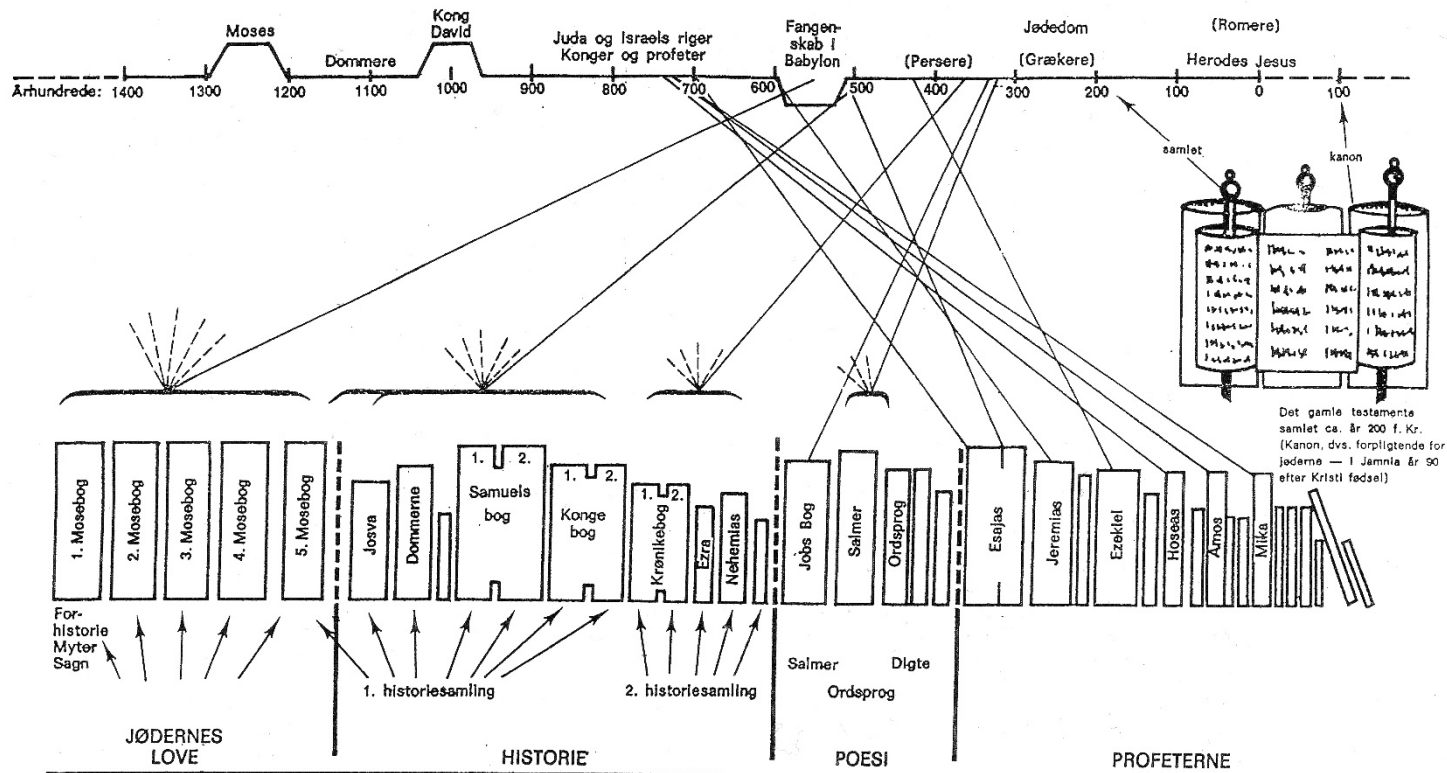 Moses
Kong
David
Dommere
Juda og Israels riger
Konger og profeter
Fangen-
skab i
Babylon
Jødedom
(Persere)
(Grækere)
(Romere)
Herodes Jesus
Århundrede:
1400
1300
1200
1100
1000
900
800
700
600
500
400
300
200
100
0
100
samlet
kanon
Det gamle testamente
samlet ca. år 200 f. Kr.
(Kanon, dvs. forpligtende for
jøderne — i Jamnia år 90
efter Kristi fødsel)
1. Mosebog
2. Mosebog
3. Mosebog
4. Mosebog
5. Mosebog
Josva
Dommerne
1. 2.
Samuels
bog
1. 2.
Konge
bog
1. 2.
Krønikebog
Ezra
Nehemias
Jobs Bog
Salmer
Ordsprog
Esajas
Jeremias
Ezekiel
Hoseas
Amos
Mika
For-
historie
Myter
Sagn
1. historiesamling
2. historiesamling
Salmer
Digte
Ordsprog
JØDERNES
LOVE
HISTORIE
POESI
PROFETERNE